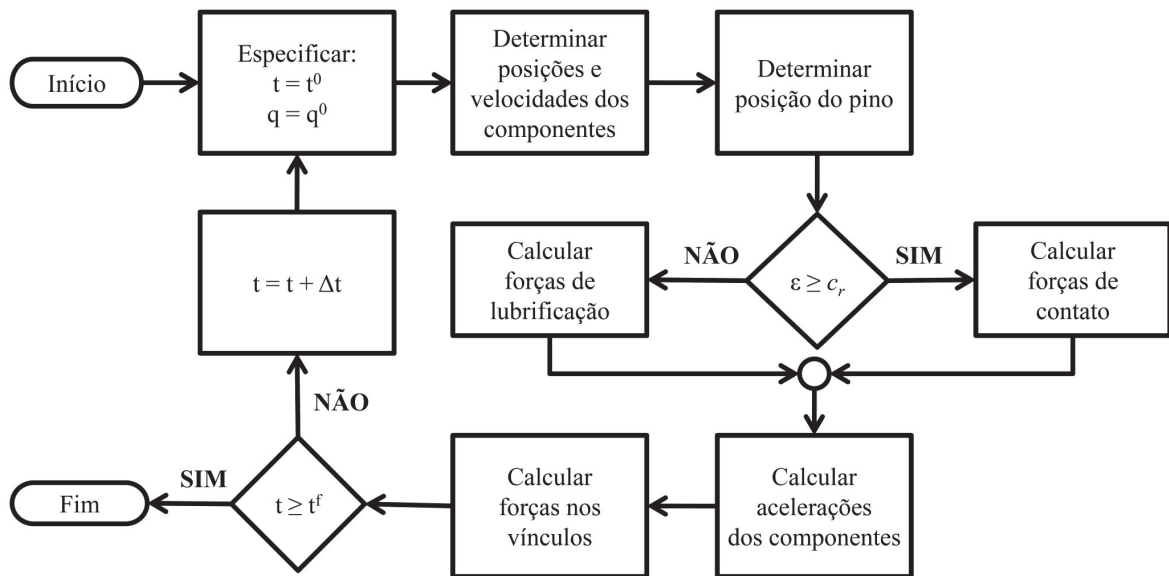 Início
Especificar:
t = t⁰
q = q⁰
Determinar
posições e
velocidades dos
componentes
Determinar
posição do pino
ε ≥ cᵣ
NÃO
SIM
Calcular
forças de
lubrificação
Calcular
forças de
contato
Calcular
acelerações
dos componentes
Calcular
forças nos
vínculos
t ≥ tᶠ
NÃO
SIM
t = t + Δt
Fim